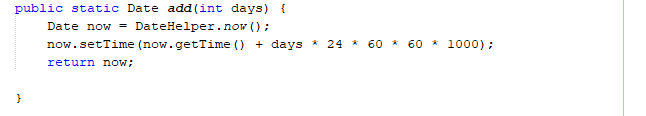 public static Date add(int days) {
    Date now = DateHelper.now();
    now.setTime(now.getTime() + days * 24 * 60 * 60 * 1000);
    return now;
}